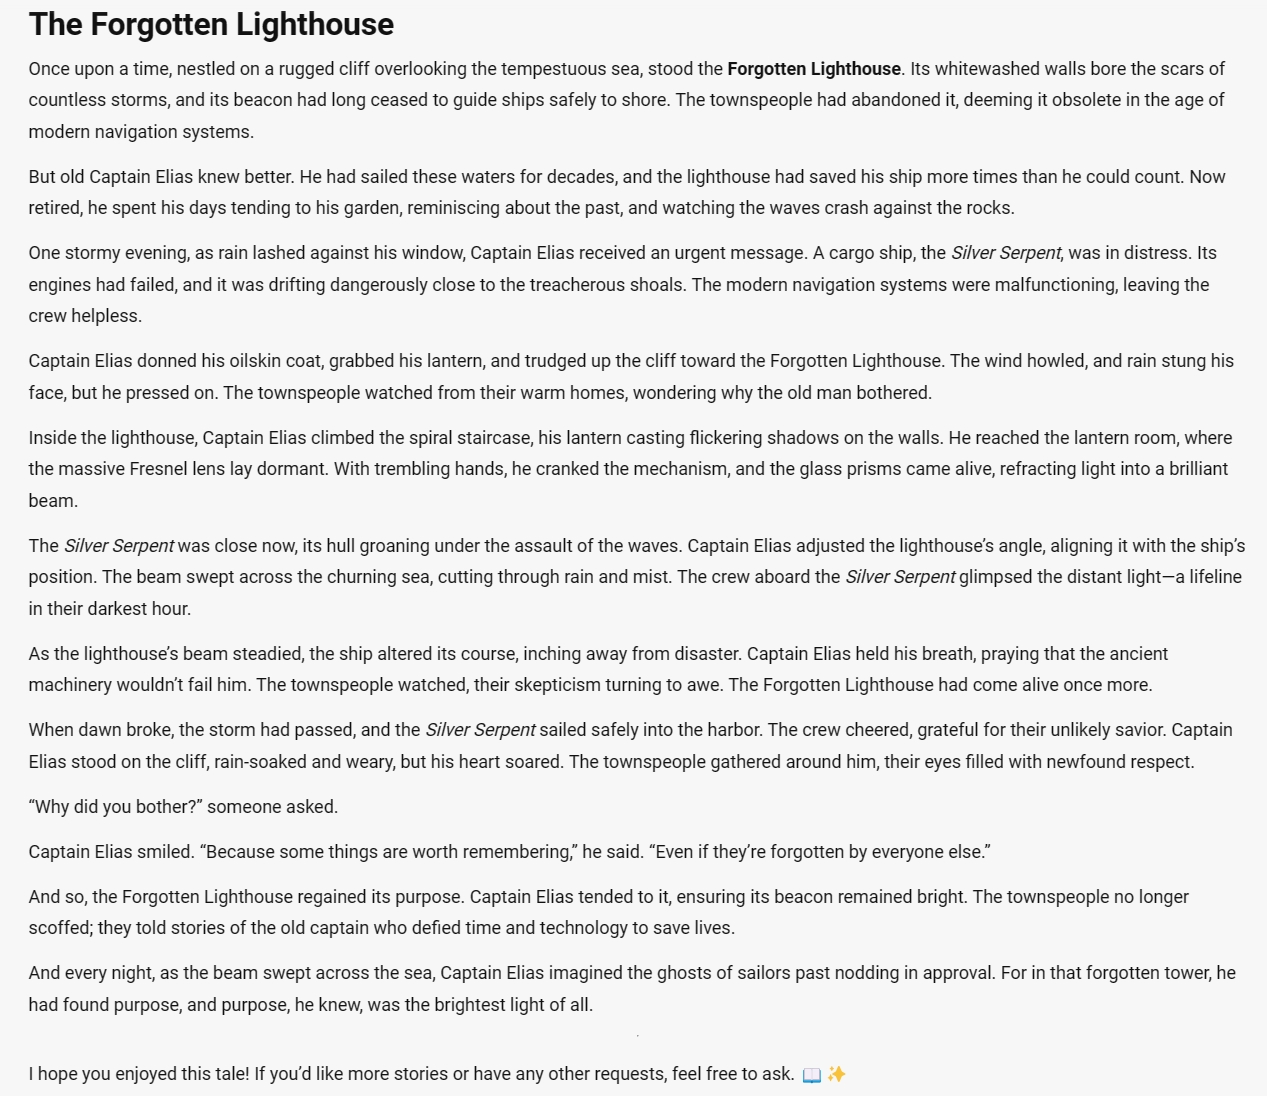 The Forgotten Lighthouse
Once upon a time, nestled on a rugged cliff overlooking the tempestuous sea, stood the Forgotten Lighthouse. Its whitewashed walls bore the scars of
countless storms, and its beacon had long ceased to guide ships safely to shore. The townspeople had abandoned it, deeming it obsolete in the age of
modern navigation systems.
But old Captain Elias knew better. He had sailed these waters for decades, and the lighthouse had saved his ship more times than he could count. Now
retired, he spent his days tending to his garden, reminiscing about the past, and watching the waves crash against the rocks.
One stormy evening, as rain lashed against his window, Captain Elias received an urgent message. A cargo ship, the Silver Serpent, was in distress. Its
engines had failed, and it was drifting dangerously close to the treacherous shoals. The modern navigation systems were malfunctioning, leaving the
crew helpless.
Captain Elias donned his oilskin coat, grabbed his lantern, and trudged up the cliff toward the Forgotten Lighthouse. The wind howled, and rain stung his
face, but he pressed on. The townspeople watched from their warm homes, wondering why the old man bothered.
Inside the lighthouse, Captain Elias climbed the spiral staircase, his lantern casting flickering shadows on the walls. He reached the lantern room, where
the massive Fresnel lens lay dormant. With trembling hands, he cranked the mechanism, and the glass prisms came alive, refracting light into a brilliant
beam.
The Silver Serpent was close now, its hull groaning under the assault of the waves. Captain Elias adjusted the lighthouse’s angle, aligning it with the ship’s
position. The beam swept across the churning sea, cutting through rain and mist. The crew aboard the Silver Serpent glimpsed the distant light—a lifeline
in their darkest hour.
As the lighthouse’s beam steadied, the ship altered its course, inching away from disaster. Captain Elias held his breath, praying that the ancient
machinery wouldn’t fail him. The townspeople watched, their skepticism turning to awe. The Forgotten Lighthouse had come alive once more.
When dawn broke, the storm had passed, and the Silver Serpent sailed safely into the harbor. The crew cheered, grateful for their unlikely savior. Captain
Elias stood on the cliff, rain-soaked and weary, but his heart soared. The townspeople gathered around him, their eyes filled with newfound respect.
“Why did you bother?” someone asked.
Captain Elias smiled. “Because some things are worth remembering,” he said. “Even if they’re forgotten by everyone else.”
And so, the Forgotten Lighthouse regained its purpose. Captain Elias tended to it, ensuring its beacon remained bright. The townspeople no longer
scoffed; they told stories of the old captain who defied time and technology to save lives.
And every night, as the beam swept across the sea, Captain Elias imagined the ghosts of sailors past nodding in approval. For in that forgotten tower, he
had found purpose, and purpose, he knew, was the brightest light of all.
I hope you enjoyed this tale! If you’d like more stories or have any other requests, feel free to ask. 📖✨